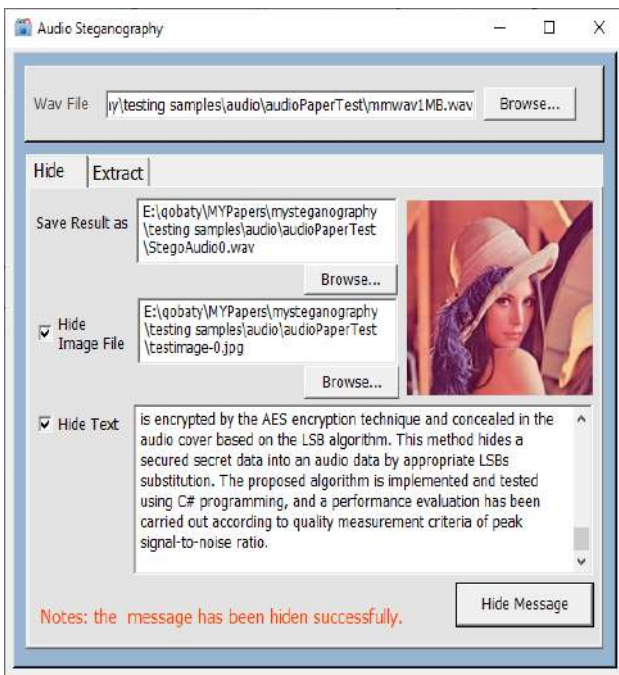 Audio Steganography
Wav File
ıy\testing samples\audio\audioPaperTest\mmwav1MB.wav
Browse...
Hide
Extract
Save Result as
E:\qobaty\MYPapers\mysteganography
\testing samples\audio\audioPaperTest
\StegoAudio0.wav
Browse...
Hide
Image File
E:\qobaty\MYPapers\mysteganography
\testing samples\audio\audioPaperTest
\testimage-0.jpg
Browse...
Hide Text
is encrypted by the AES encryption technique and concealed in the
audio cover based on the LSB algorithm. This method hides a
secured secret data into an audio data by appropriate LSBs
substitution. The proposed algorithm is implemented and tested
using C# programming, and a performance evaluation has been
carried out according to quality measurement criteria of peak
signal-to-noise ratio.
Notes: the message has been hiden successfully.
Hide Message